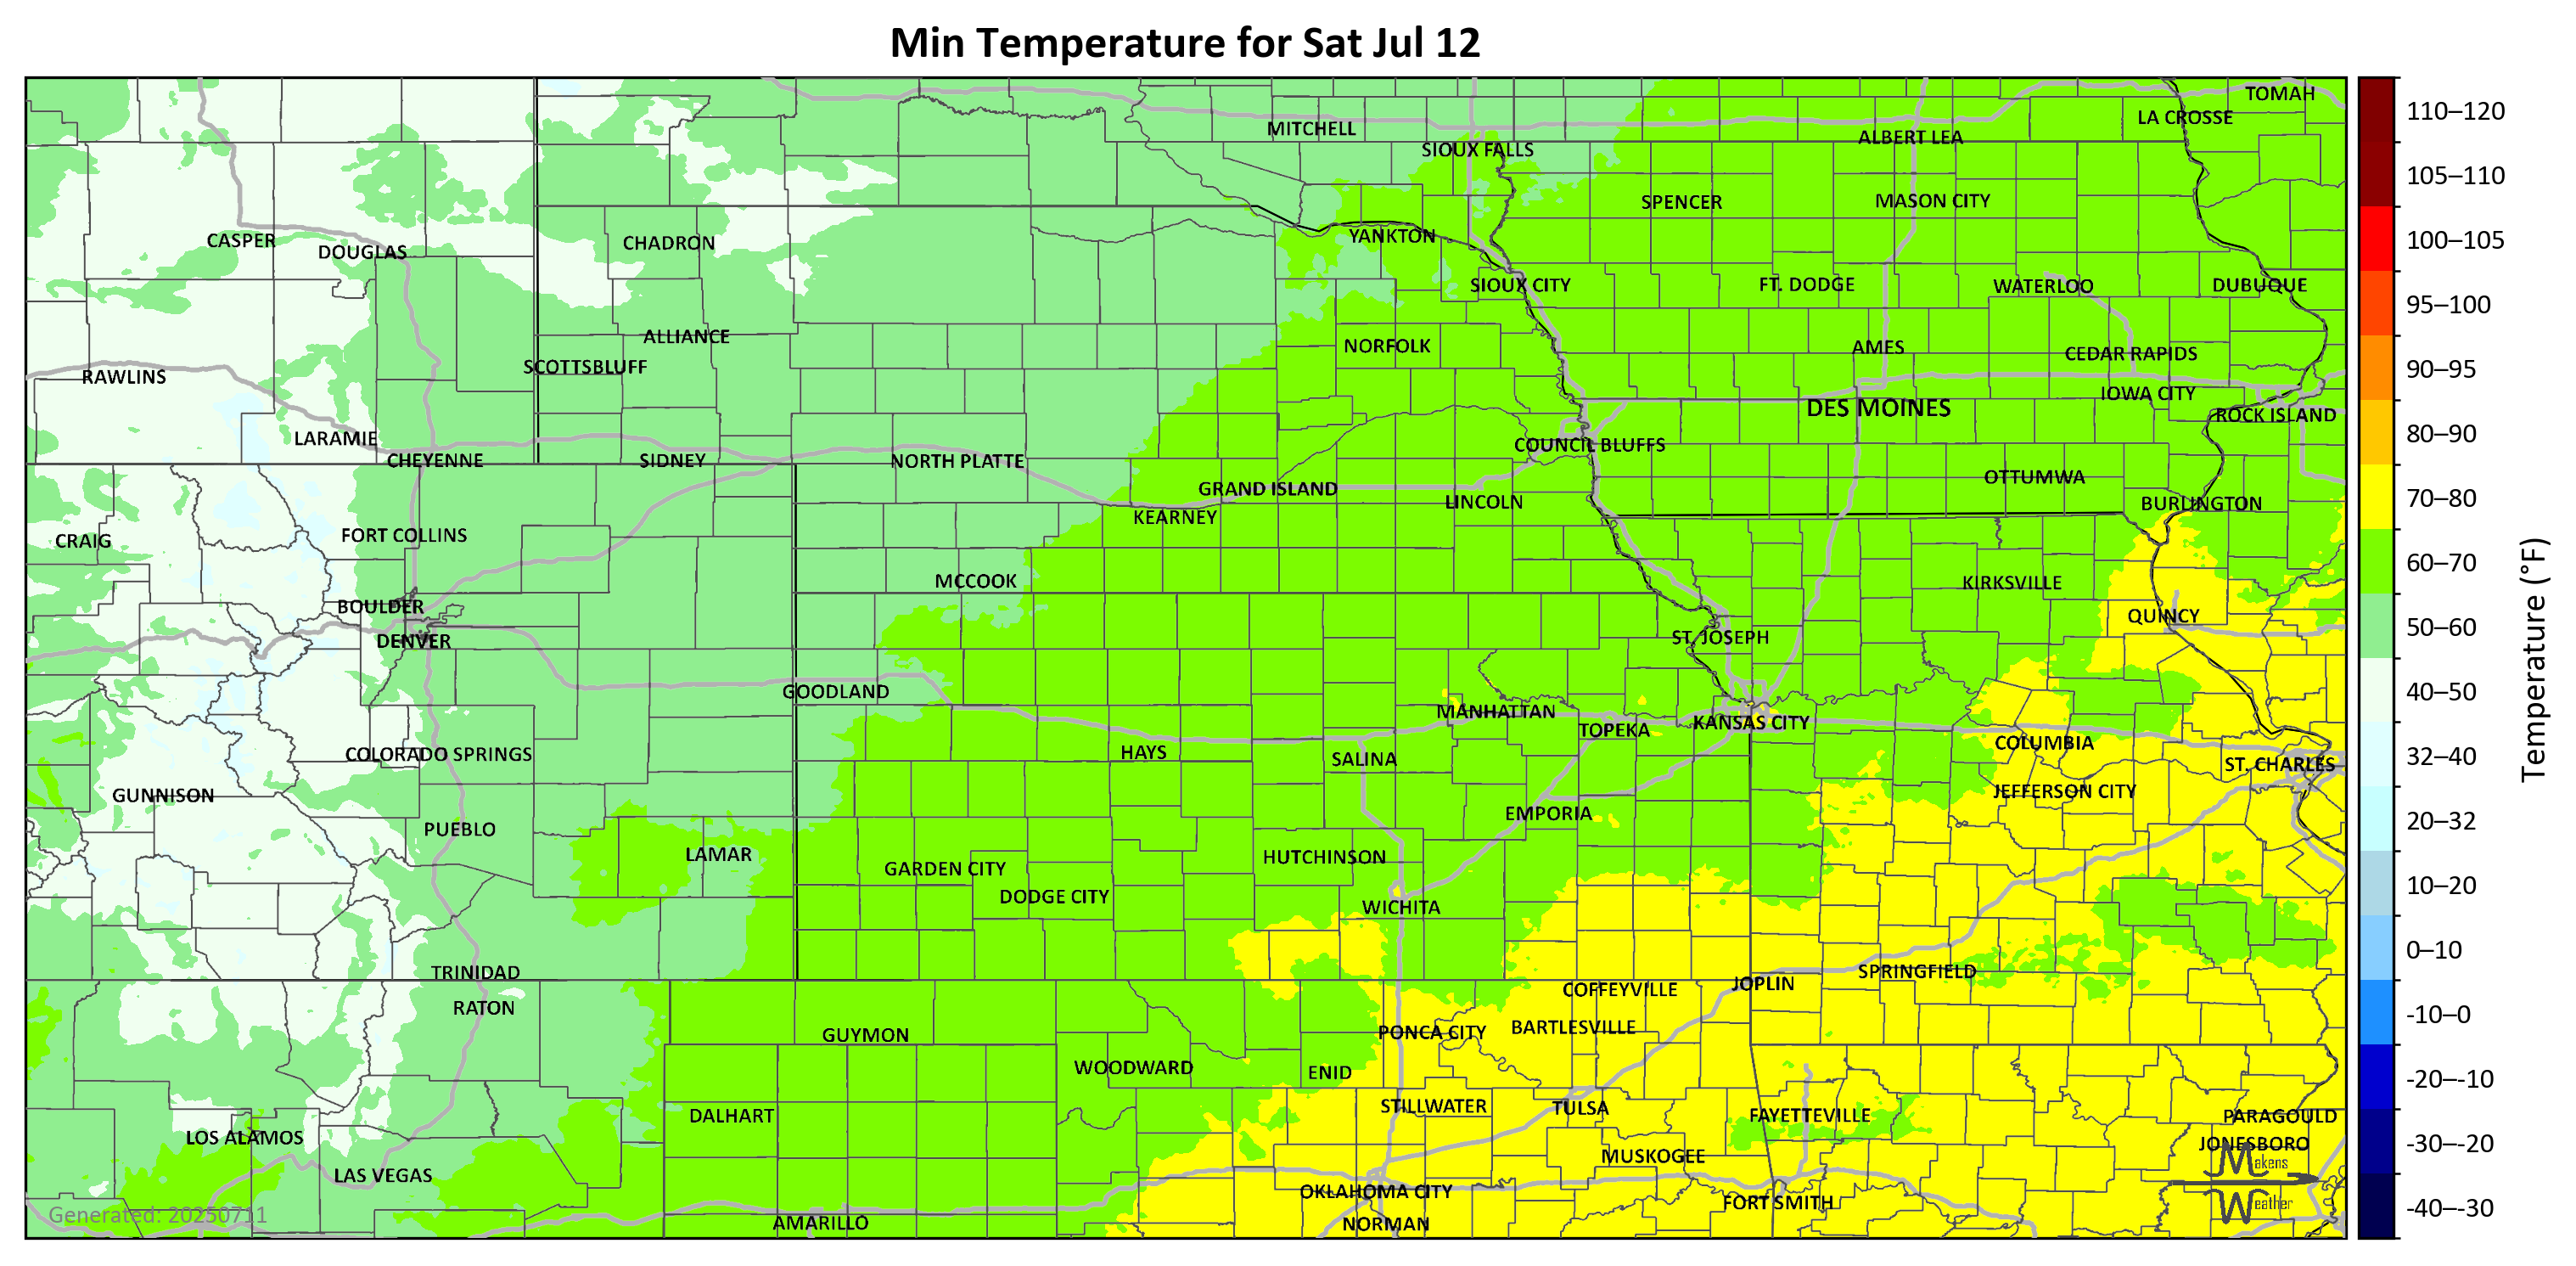 Min Temperature for Sat Jul 12
TOMAH
LA CROSSE
MITCHELL
ALBERT LEA
SIOUX FALLS
SPENCER
MASON CITY
YANKTON
CASPER
CHADRON
DOUGLAS
SIOUX CITY
FT. DODGE
WATERLOO
DUBUQUE
ALLIANCE
NORFOLK
AMES
CEDAR RAPIDS
SCOTTSBLUFF
RAWLINS
IOWA CITY
DES MOINES
ROCK ISLAND
LARAMIE
COUNCIL BLUFFS
CHEYENNE
SIDNEY
NORTH PLATTE
OTTUMWA
GRAND ISLAND
LINCOLN
BURLINGTON
KEARNEY
FORT COLLINS
CRAIG
MCCOOK
KIRKSVILLE
BOULDER
QUINCY
DENVER
ST. JOSEPH
GOODLAND
MANHATTAN
KANSAS CITY
TOPEKA
COLUMBIA
COLORADO SPRINGS
HAYS
SALINA
ST. CHARLES
GUNNISON
JEFFERSON CITY
EMPORIA
PUEBLO
LAMAR
HUTCHINSON
GARDEN CITY
DODGE CITY
WICHITA
TRINIDAD
SPRINGFIELD
JOPLIN
COFFEYVILLE
RATON
BARTLESVILLE
PONCA CITY
GUYMON
WOODWARD
ENID
STILLWATER
TULSA
DALHART
FAYETTEVILLE
PARAGOULD
LOS ALAMOS
JONESBORO
MUSKOGEE
LAS VEGAS
OKLAHOMA CITY
FORT SMITH
AMARILLO
NORMAN
Makens
Weather
Generated: 20250711
110–120
105–110
100–105
95–100
90–95
80–90
70–80
60–70
50–60
40–50
32–40
20–32
10–20
0–10
-10–0
-20–-10
-30–-20
-40–-30
Temperature (°F)